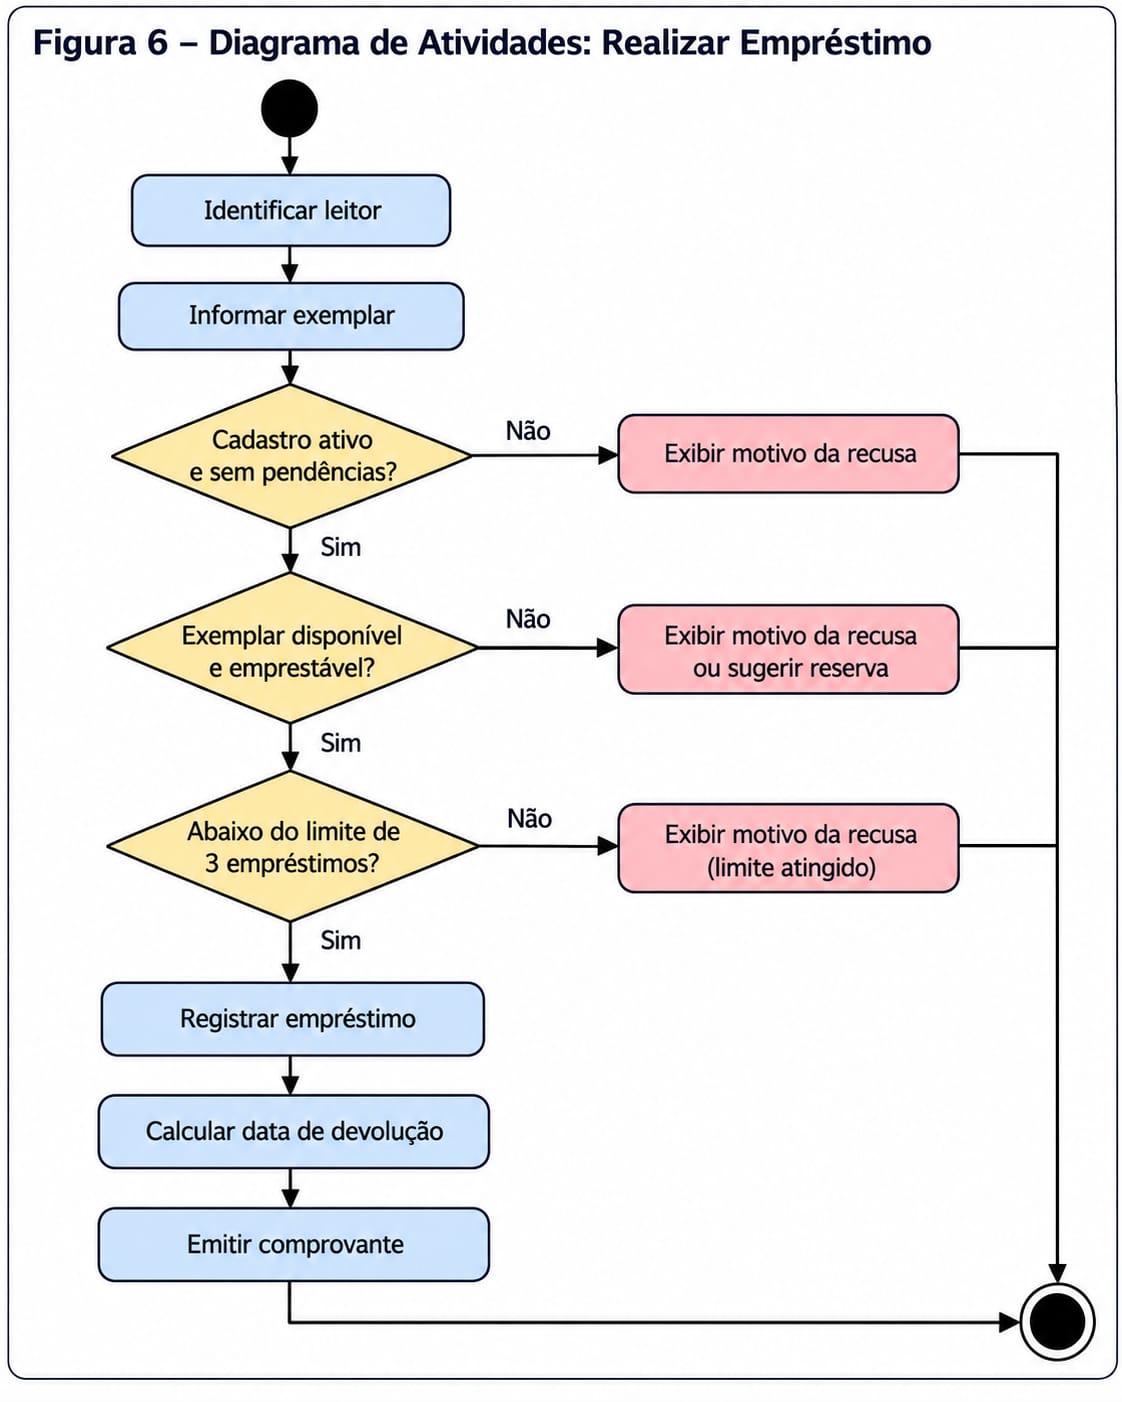 Figura 6 – Diagrama de Atividades: Realizar Empréstimo
Identificar leitor
Informar exemplar
Cadastro ativo
e sem pendências?
Não
Exibir motivo da recusa
Sim
Exemplar disponível
e emprestável?
Não
Exibir motivo da recusa
ou sugerir reserva
Sim
Abaixo do limite de
3 empréstimos?
Não
Exibir motivo da recusa
(limite atingido)
Sim
Registrar empréstimo
Calcular data de devolução
Emitir comprovante